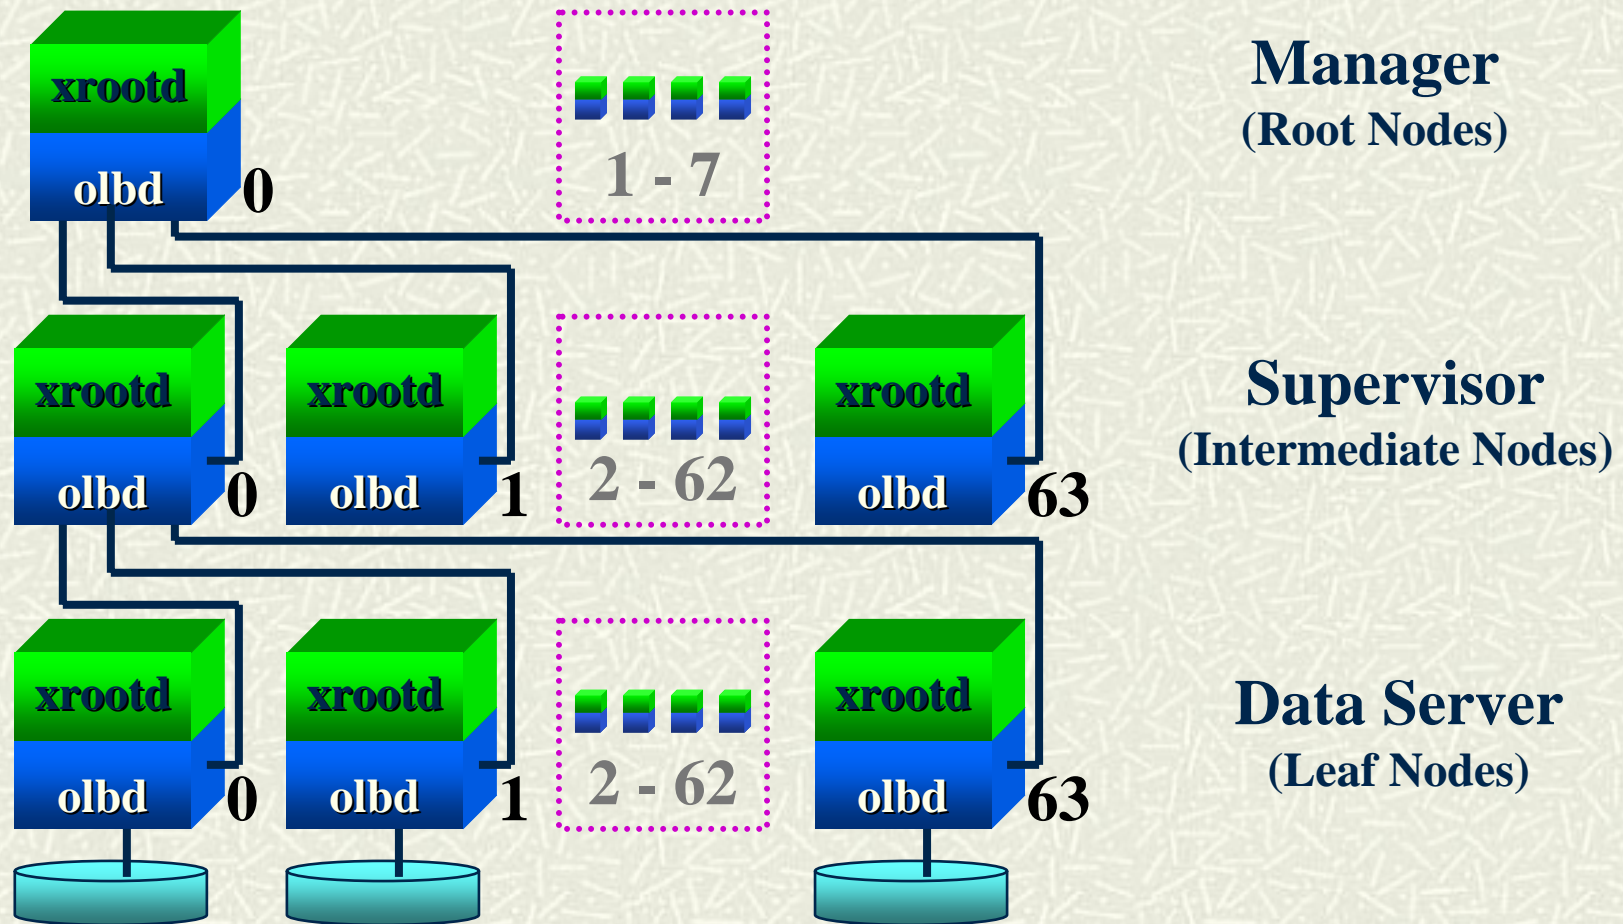 xrootd
olbd
0
1 - 7
Manager
(Root Nodes)
xrootd
olbd
0
xrootd
olbd
1
2 - 62
xrootd
olbd
63
Supervisor
(Intermediate Nodes)
xrootd
olbd
0
xrootd
olbd
1
2 - 62
xrootd
olbd
63
Data Server
(Leaf Nodes)